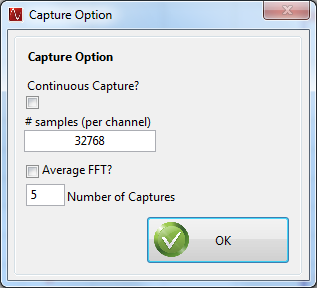 Capture Option
Capture Option
Continuous Capture?
# samples (per channel)
32768
Average FFT?
5 Number of Captures
OK